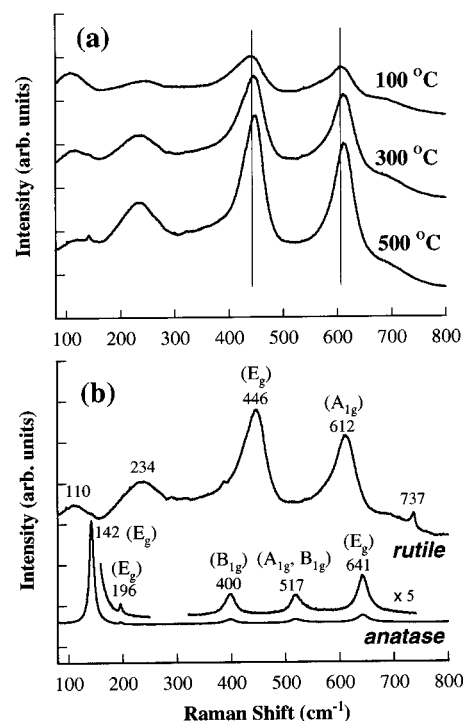 (a)
100 °C
300 °C
500 °C
Intensity (arb. units)
100 200 300 400 500 600 700 800
(b)
(Eg)
446
(A1g)
612
234
110
737
rutile
142 (Eg)
(Eg)
196
(B1g)
400
(A1g, B1g)
517
(Eg)
641
x 5
anatase
Intensity (arb. units)
100 200 300 400 500 600 700 800
Raman Shift (cm-1)